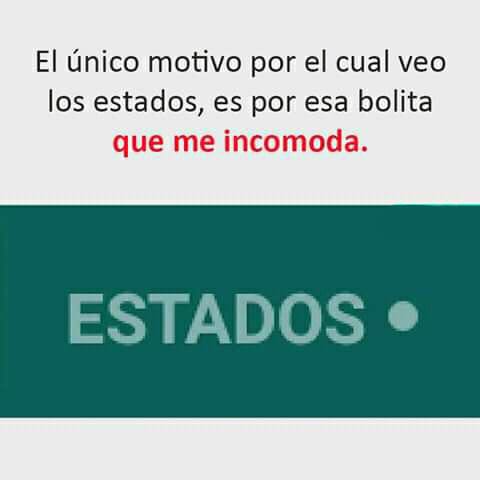 El único motivo por el cual veo
los estados, es por esa bolita
que me incomoda.
ESTADOS •